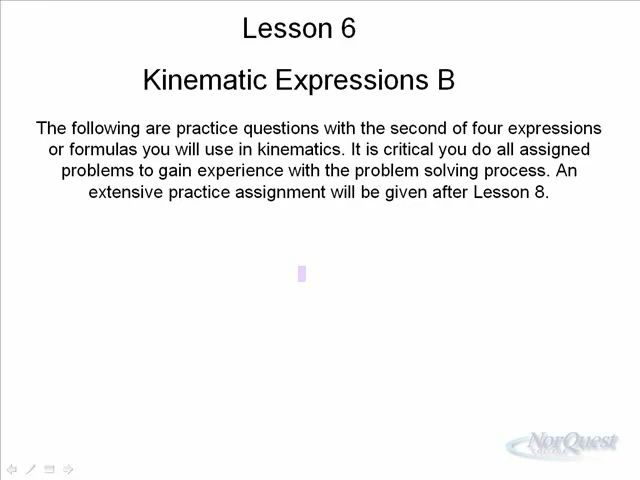 Lesson 6
Kinematic Expressions B
The following are practice questions with the second of four expressions
or formulas you will use in kinematics. It is critical you do all assigned
problems to gain experience with the problem solving process. An
extensive practice assignment will be given after Lesson 8.
NorQuest
COLLEGE